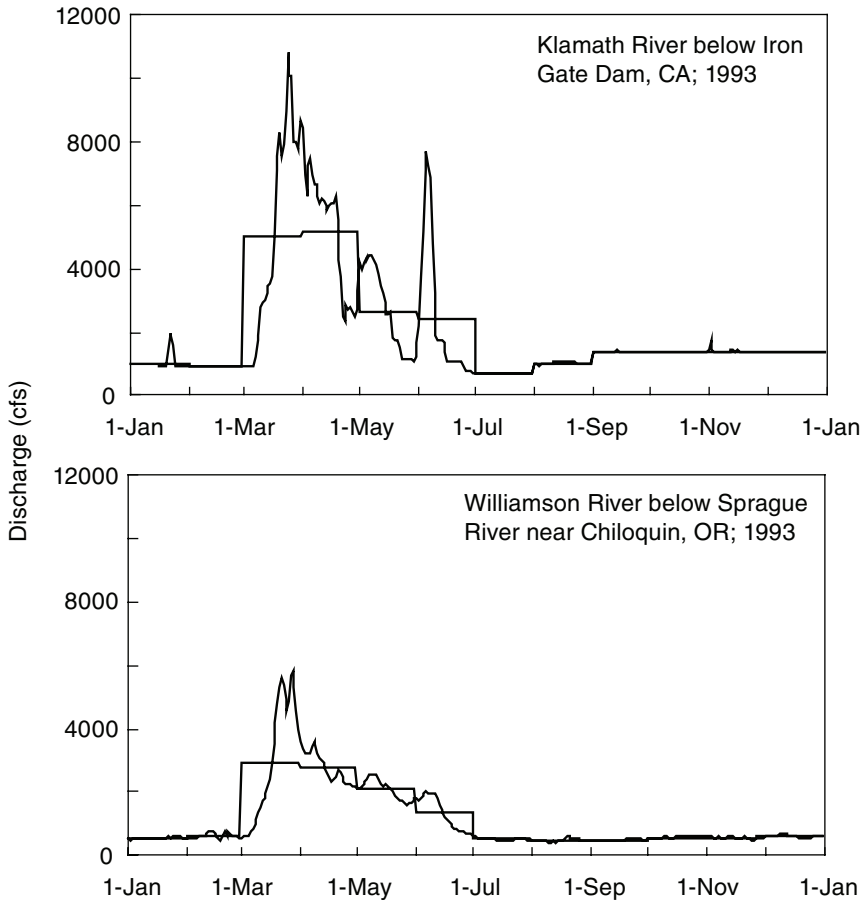 12000
8000
4000
0
Klamath River below Iron
Gate Dam, CA; 1993
1-Jan 1-Mar 1-May 1-Jul 1-Sep 1-Nov 1-Jan
Discharge (cfs)
12000
8000
4000
0
Williamson River below Sprague
River near Chiloquin, OR; 1993
1-Jan 1-Mar 1-May 1-Jul 1-Sep 1-Nov 1-Jan